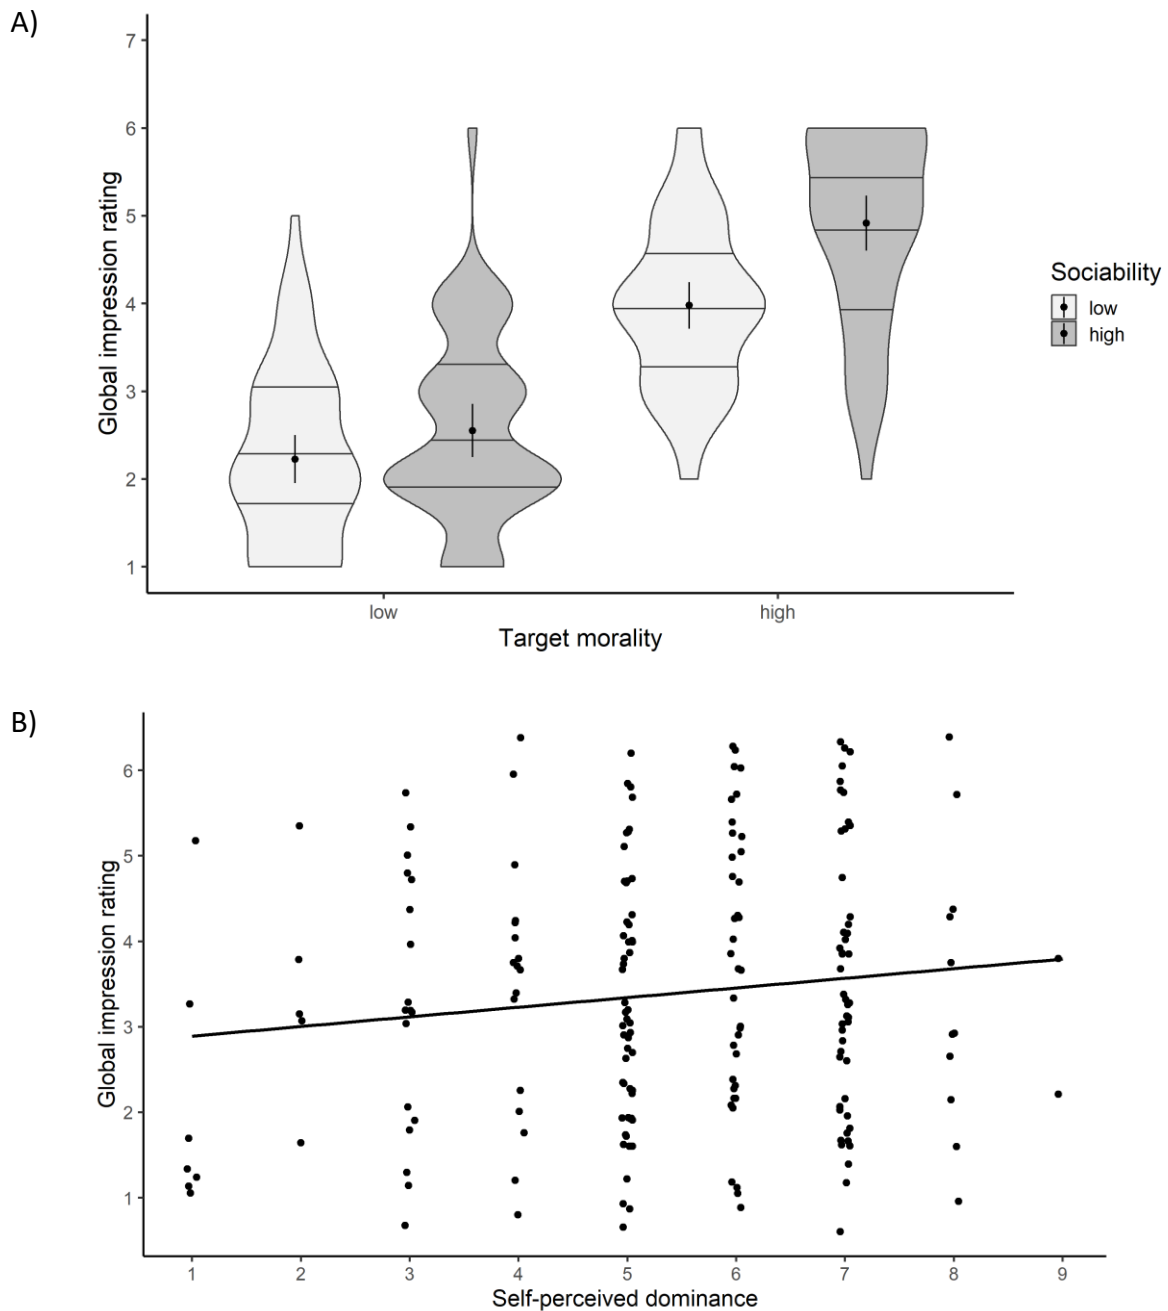 A)
Global impression rating
7
6
5
4
3
2
1
low
high
Target morality
Sociability
low
high
B)
Global impression rating
6
5
4
3
2
1
1 2 3 4 5 6 7 8 9
Self-perceived dominance